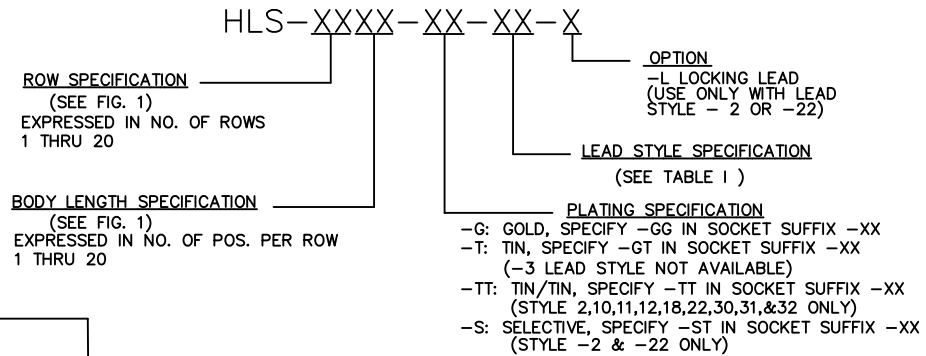 HLS-XXXX-XX-XX-X
OPTION
-L LOCKING LEAD
(USE ONLY WITH LEAD
STYLE - 2 OR -22)
ROW SPECIFICATION
(SEE FIG. 1)
EXPRESSED IN NO. OF ROWS
1 THRU 20
LEAD STYLE SPECIFICATION
(SEE TABLE I )
BODY LENGTH SPECIFICATION
(SEE FIG. 1)
EXPRESSED IN NO. OF POS. PER ROW
1 THRU 20
PLATING SPECIFICATION
-G: GOLD, SPECIFY -GG IN SOCKET SUFFIX -XX
-T: TIN, SPECIFY -GT IN SOCKET SUFFIX -XX
(-3 LEAD STYLE NOT AVAILABLE)
-TT: TIN/TIN, SPECIFY -TT IN SOCKET SUFFIX -XX
(STYLE 2,10,11,12,18,22,30,31,&32 ONLY)
-S: SELECTIVE, SPECIFY -ST IN SOCKET SUFFIX -XX
(STYLE -2 & -22 ONLY)